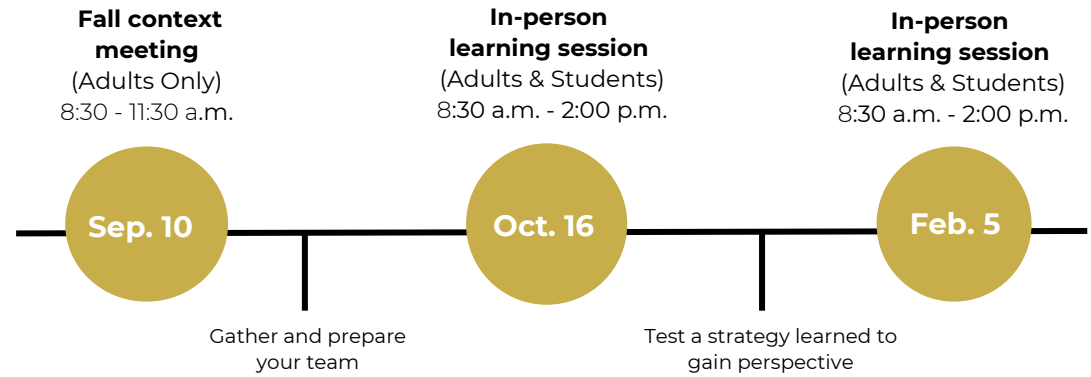 Fall context
meeting
(Adults Only)
8:30 - 11:30 a.m.
In-person
learning session
(Adults & Students)
8:30 a.m. - 2:00 p.m.
In-person
learning session
(Adults & Students)
8:30 a.m. - 2:00 p.m.
Sep. 10
Oct. 16
Feb. 5
Gather and prepare
your team
Test a strategy learned to
gain perspective